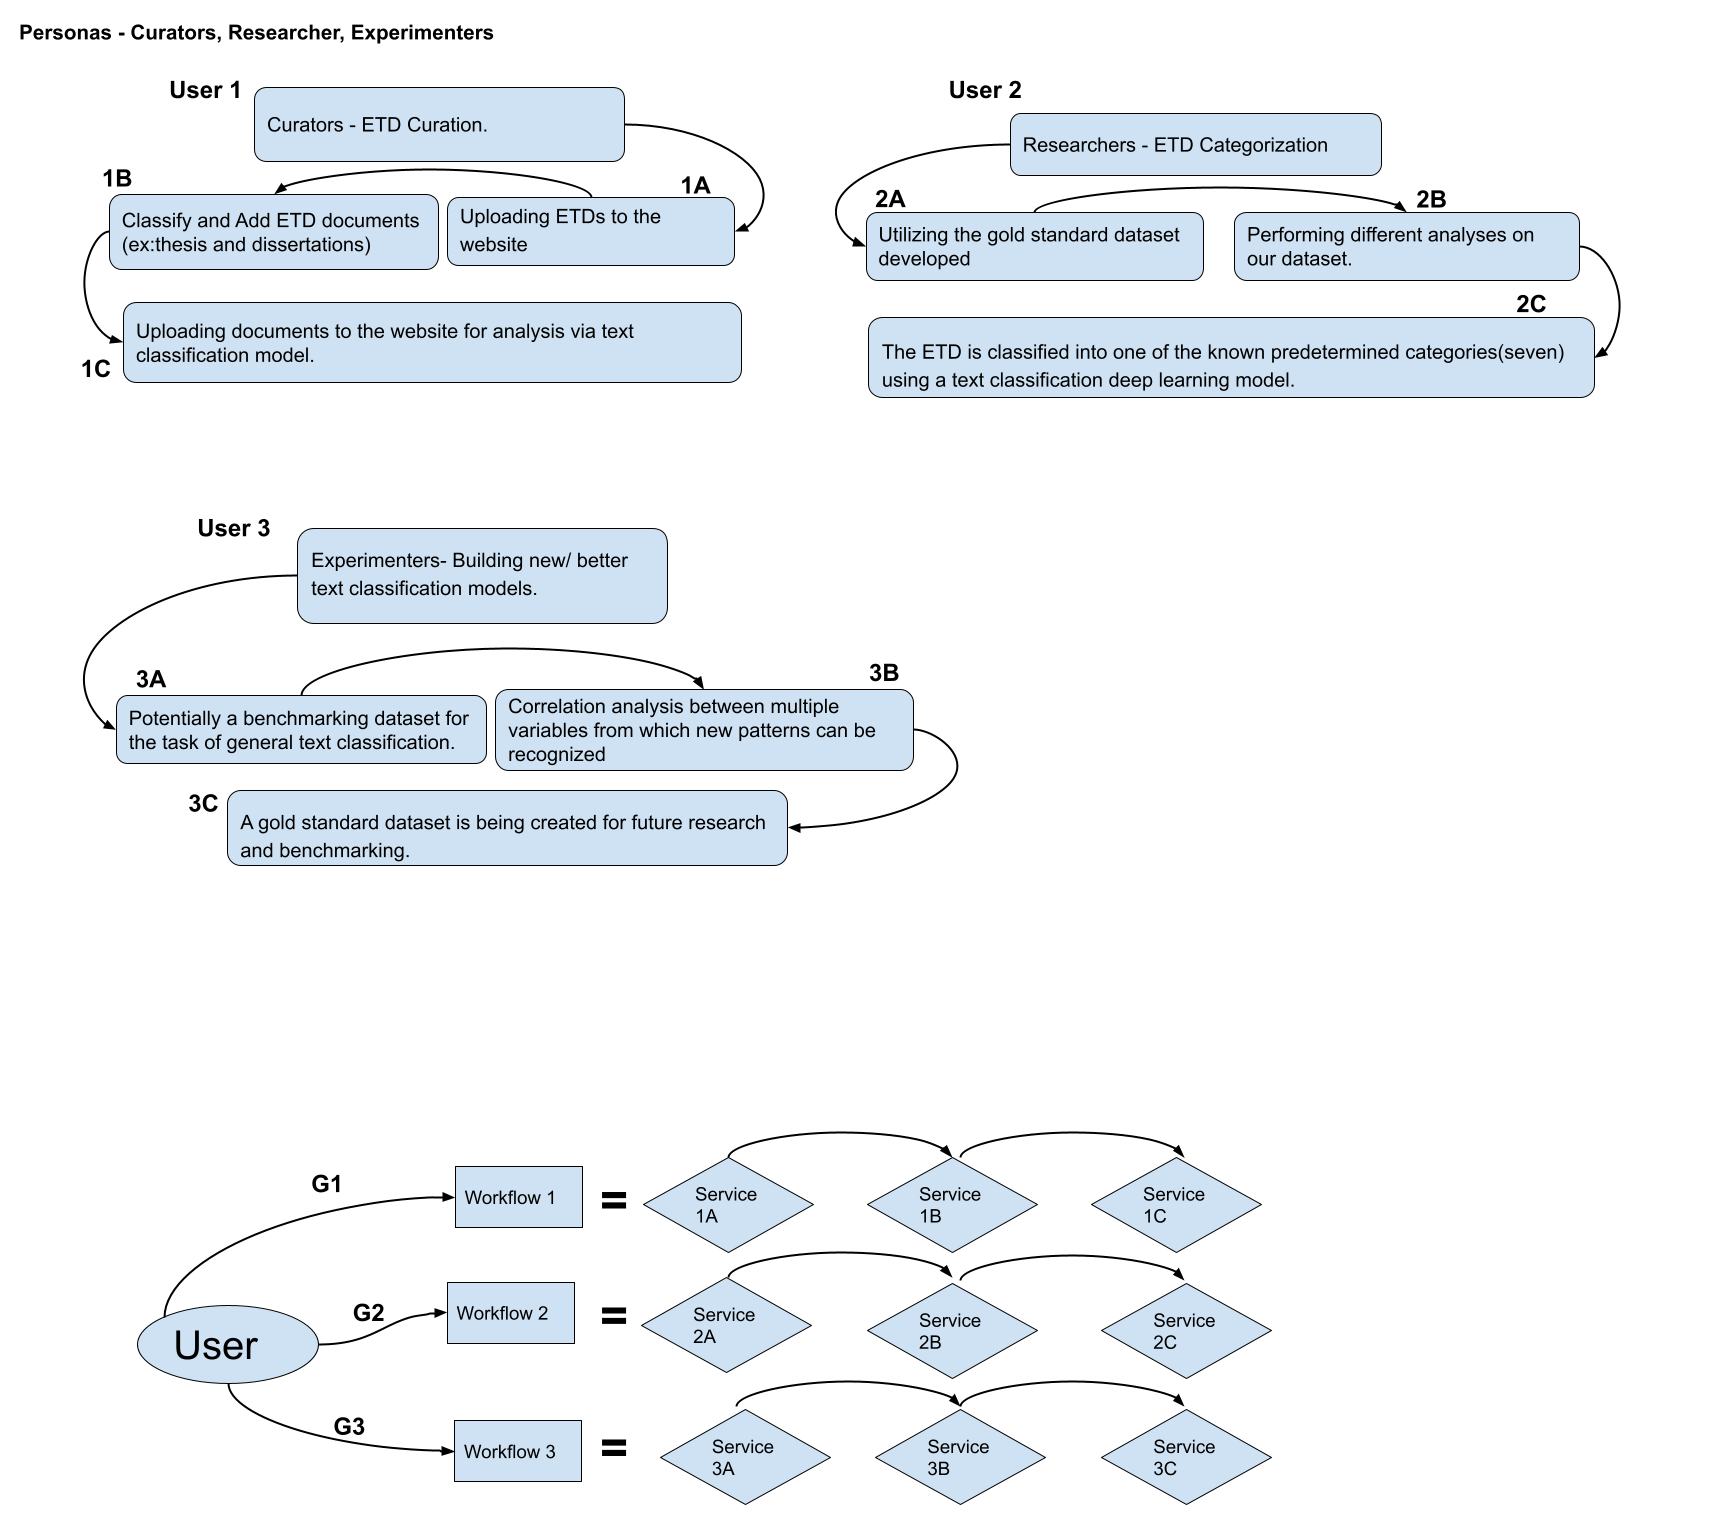 Personas - Curators, Researcher, Experimenters
User 1
Curators - ETD Curation.
1B
1A
Classify and Add ETD documents
(ex:thesis and dissertations)
Uploading ETDs to the
website
Uploading documents to the website for analysis via text
classification model.
1C
User 2
Researchers - ETD Categorization
2A
2B
Utilizing the gold standard dataset
developed
Performing different analyses on
our dataset.
2C
The ETD is classified into one of the known predetermined categories(seven)
using a text classification deep learning model.
User 3
Experimenters- Building new/ better
text classification models.
3A
3B
Potentially a benchmarking dataset for
the task of general text classification.
Correlation analysis between multiple
variables from which new patterns can be
recognized
3C
A gold standard dataset is being created for future research
and benchmarking.
User
G1
Workflow 1
=
Service
1A
Service
1B
Service
1C
G2
Workflow 2
=
Service
2A
Service
2B
Service
2C
G3
Workflow 3
=
Service
3A
Service
3B
Service
3C